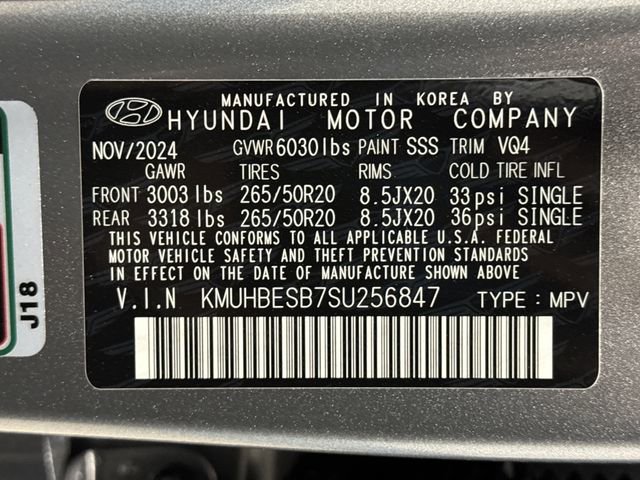 MANUFACTURED IN KOREA BY
HYUNDAI MOTOR COMPANY
NOV/2024 GVWR 6030lbs PAINT SSS TRIM VQ4
GAWR TIRES RIMS. COLD TIRE INFL
FRONT 3003 lbs 265/50R20 8.5JX20 33psi SINGLE
REAR 3318 lbs 265/50R20 8.5JX20 36psi SINGLE
THIS VEHICLE CONFORMS TO ALL APPLICABLE U.S.A. FEDERAL
MOTOR VEHICLE SAFETY AND THEFT PREVENTION STANDARDS
IN EFFECT ON THE DATE OF MANUFACTURE SHOWN ABOVE
V.I.N KMUHBESB7SU256847 TYPE : MPV
J18